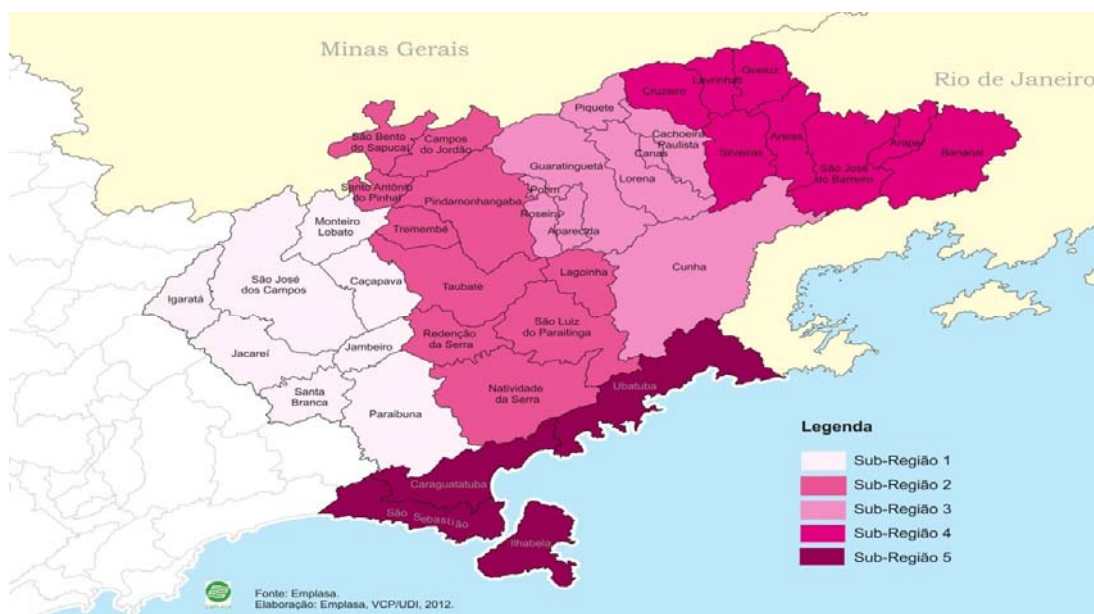 Minas Gerais
Rio de Janeiro
Queluz
Lavrinhas
Cruzeiro
Piquete
Cachoeira
Paulista
Canas
Areias
Silveiras
Arapeí
Bananal
São José
do Barreiro
São Bento
do Sapucaí
Campos
do Jordão
Guaratinguetá
Lorena
Santo Antônio
do Pinhal
Pindamonhangaba
Potim
Roseira
Aparecida
Monteiro
Lobato
Tremembé
Cunha
Lagoinha
São José
dos Campos
Caçapava
Taubaté
Igaratá
São Luiz
do Paraitinga
Redenção
da Serra
Jacareí
Jambeiro
Santa
Branca
Paraibuna
Natividade
da Serra
Ubatuba
Caraguatatuba
São Sebastião
Ilhabela
Legenda
Sub-Região 1
Sub-Região 2
Sub-Região 3
Sub-Região 4
Sub-Região 5
Fonte: Emplasa.
Elaboração: Emplasa, VCP/UDI, 2012.